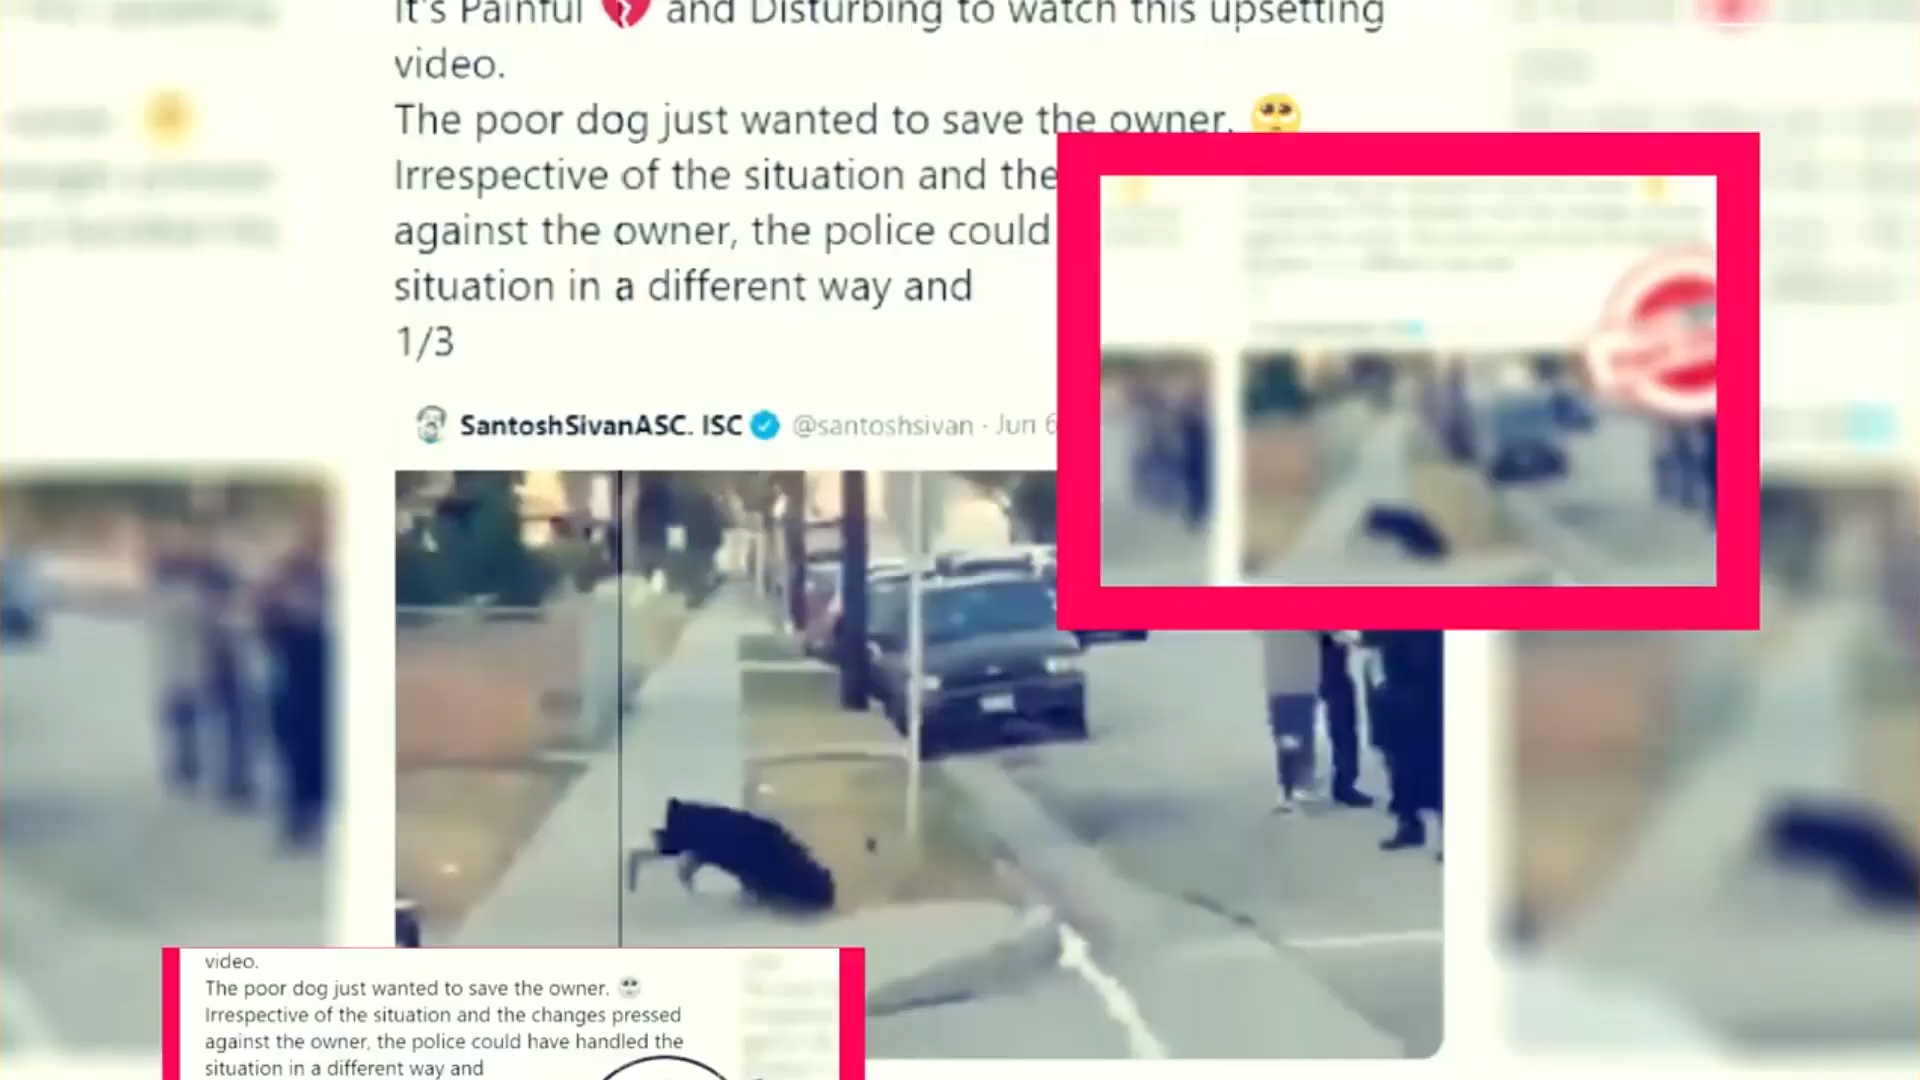 It's Painful 💔 and Disturbing to watch this upsetting
video.
The poor dog just wanted to save the owner. 🥺
Irrespective of the situation and the
against the owner, the police could
situation in a different way and
1/3
SantoshSivanASC. ISC @santoshsivan · Jun 6
video.
The poor dog just wanted to save the owner. 🥺
Irrespective of the situation and the changes pressed
against the owner, the police could have handled the
situation in a different way and